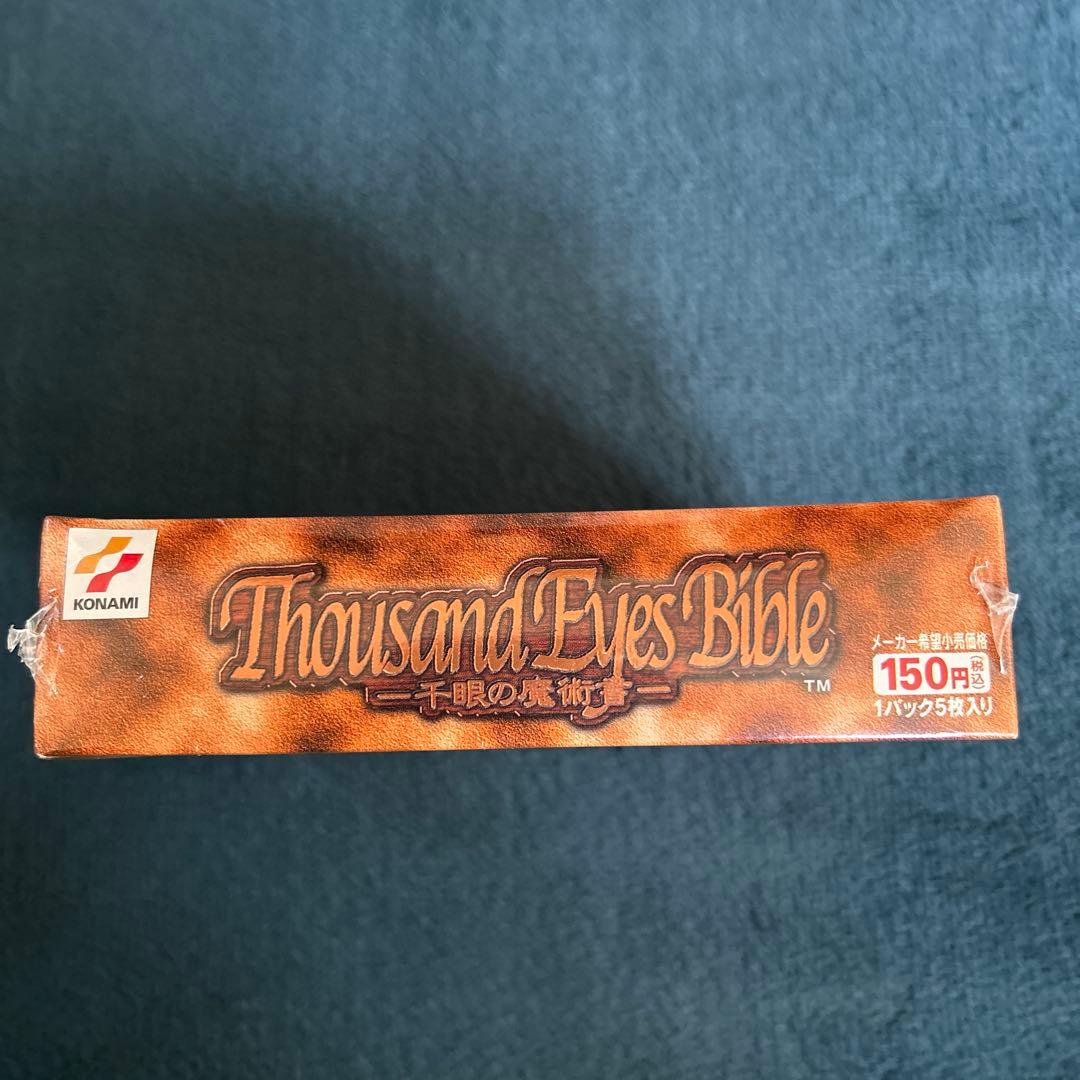 KONAMI
Thousand Eyes Bible
―千眼の魔術書―
TM
メーカー希望小売価格
150円(税込)
1パック5枚入り